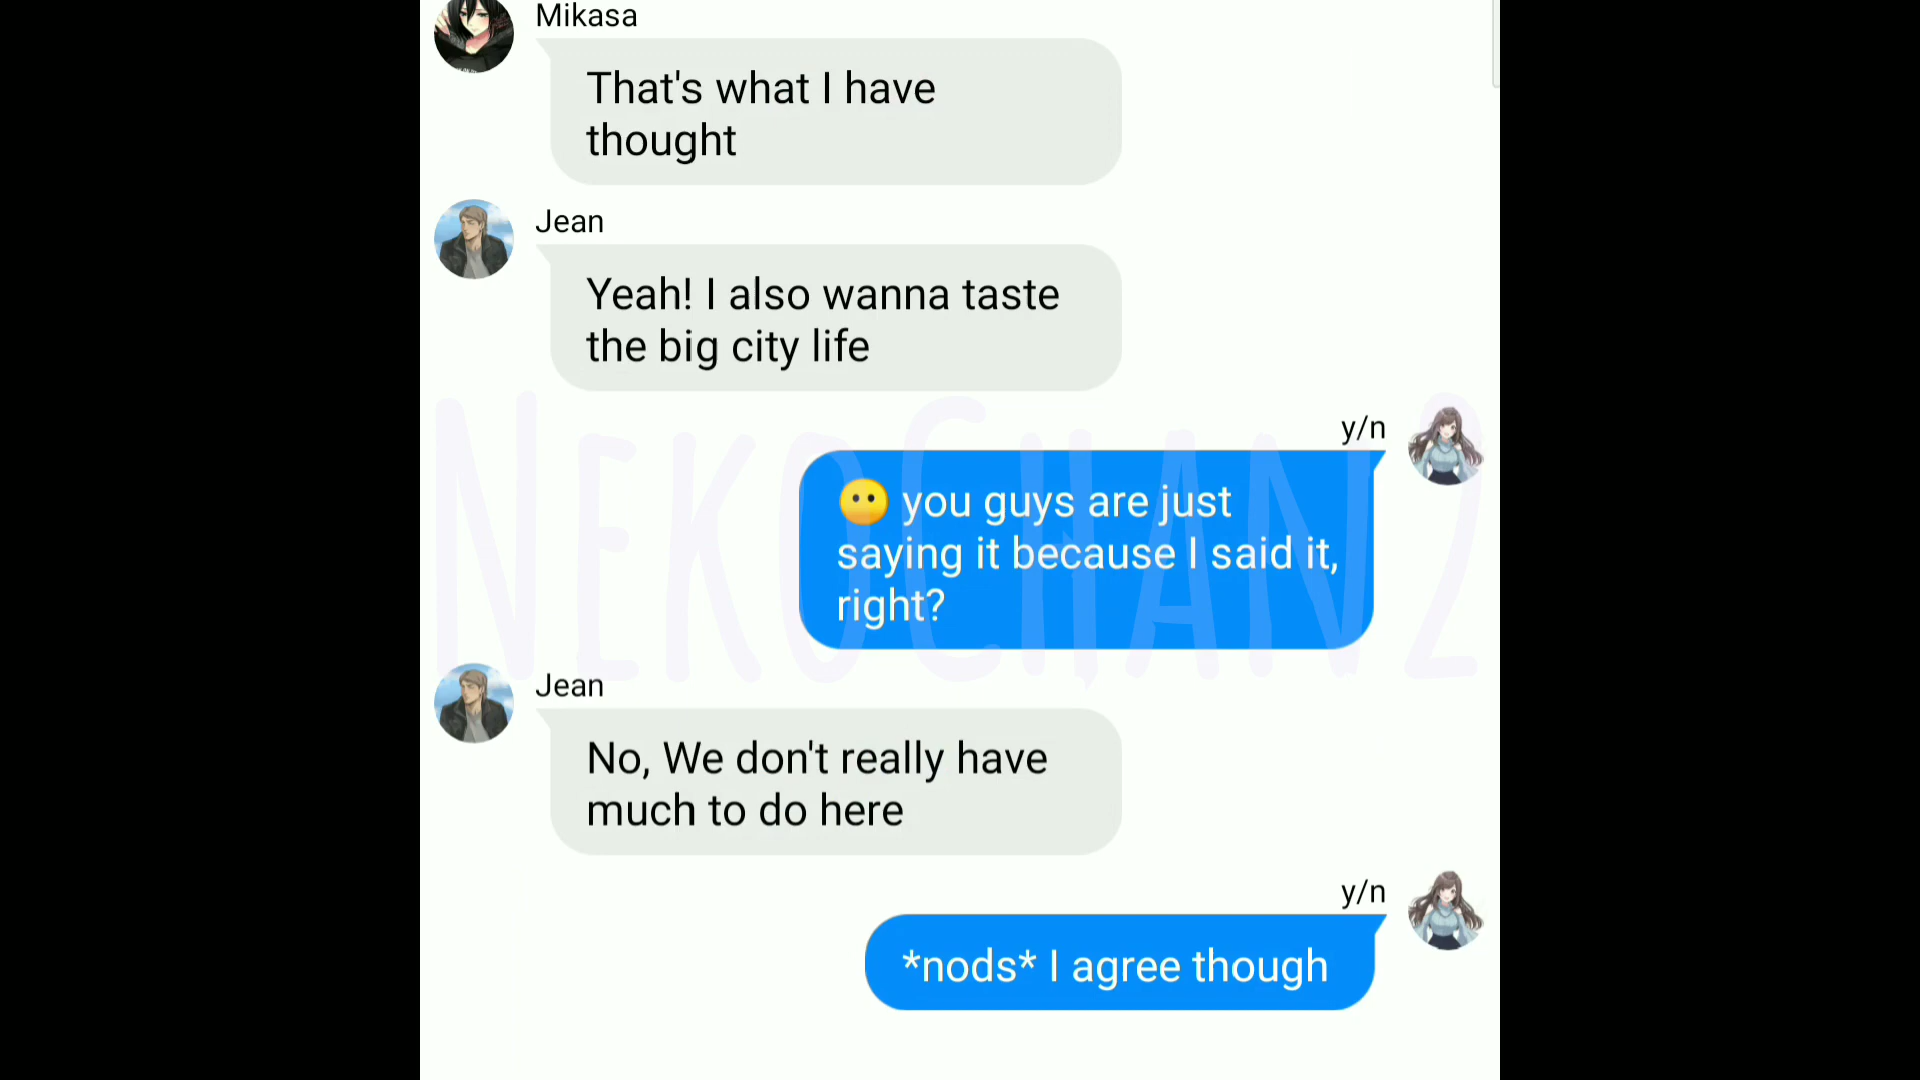 Mikasa
That's what I have
thought
Jean
Yeah! I also wanna taste
the big city life
y/n
😶 you guys are just
saying it because I said it,
right?
NEKOCHAN2
Jean
No, We don't really have
much to do here
y/n
*nods* I agree though